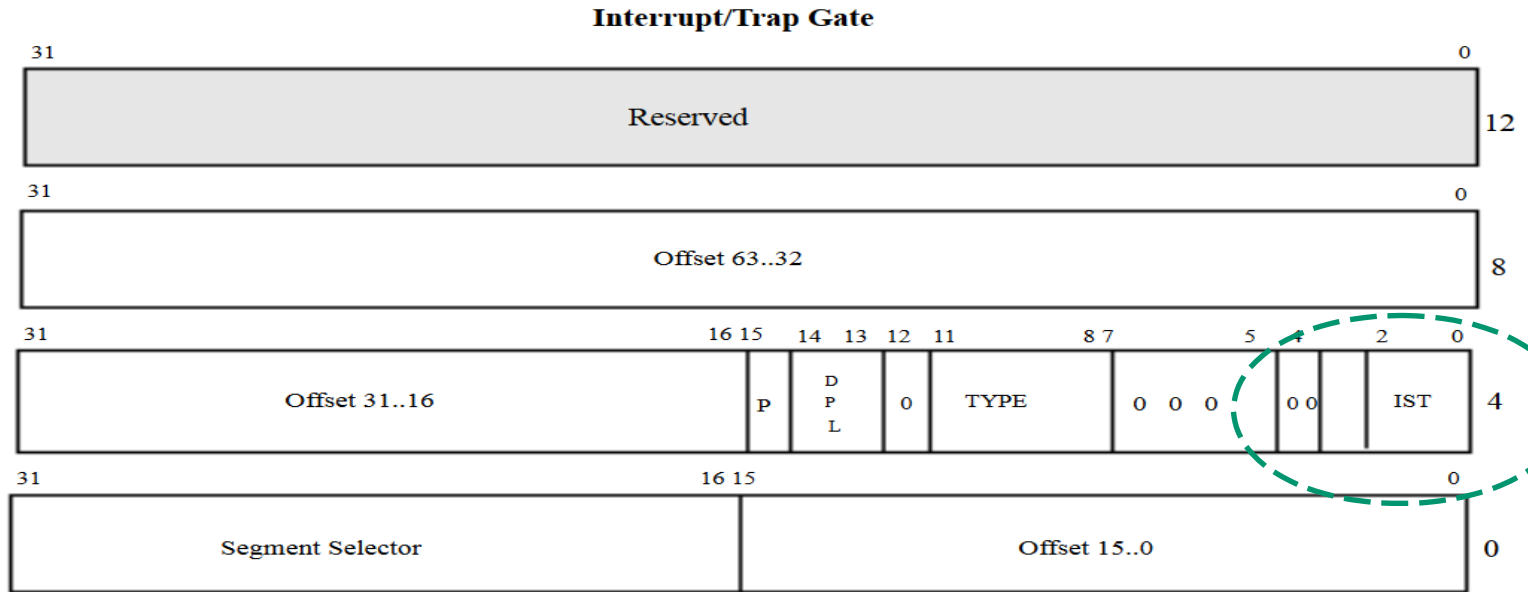 Interrupt/Trap Gate
31 0
Reserved 12
31 0
Offset 63..32 8
31 16 15 14 13 12 11 8 7 5 4 2 0
Offset 31..16 P D P L 0 TYPE 0 0 0 0 0 IST 4
31 16 15 0
Segment Selector Offset 15..0 0